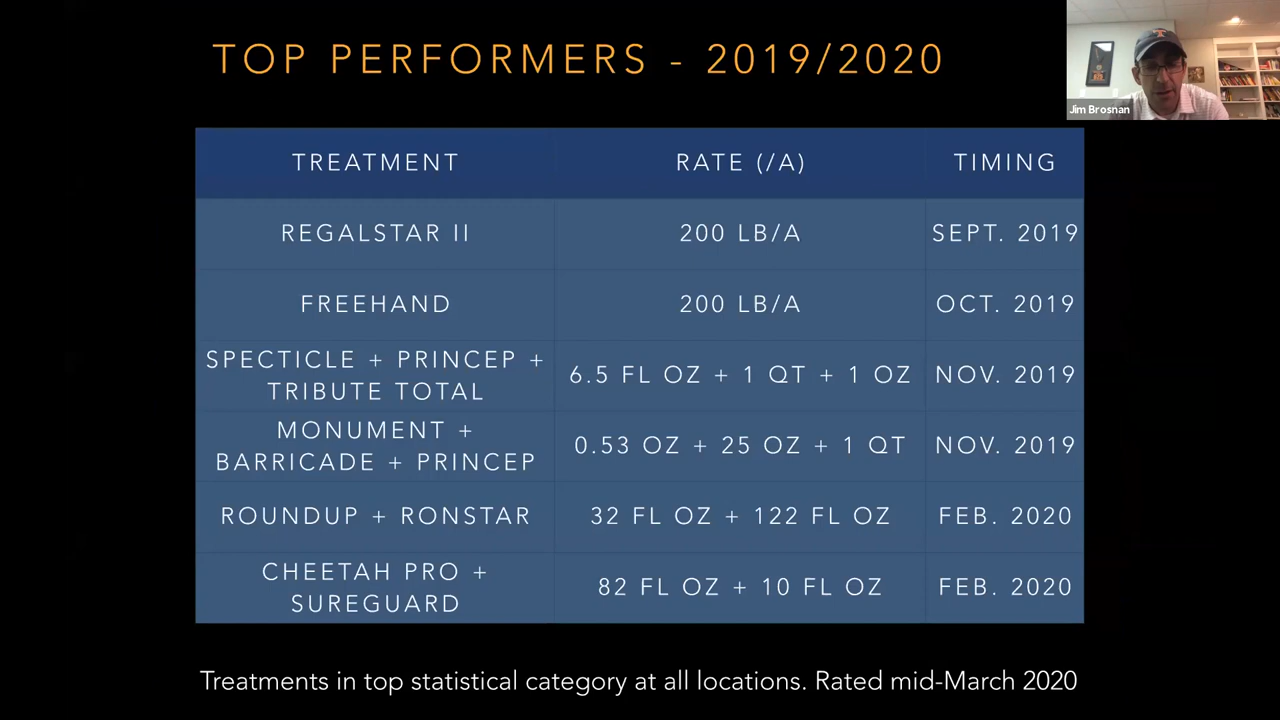 TOP PERFORMERS - 2019/2020
Jim Brosnan
TREATMENT RATE (/A) TIMING
REGALSTAR II 200 LB/A SEPT. 2019
FREEHAND 200 LB/A OCT. 2019
SPECTICLE + PRINCEP +
TRIBUTE TOTAL
6.5 FL OZ + 1 QT + 1 OZ NOV. 2019
MONUMENT +
BARRICADE + PRINCEP
0.53 OZ + 25 OZ + 1 QT NOV. 2019
ROUNDUP + RONSTAR 32 FL OZ + 122 FL OZ FEB. 2020
CHEETAH PRO +
SUREGUARD
82 FL OZ + 10 FL OZ FEB. 2020
Treatments in top statistical category at all locations. Rated mid-March 2020